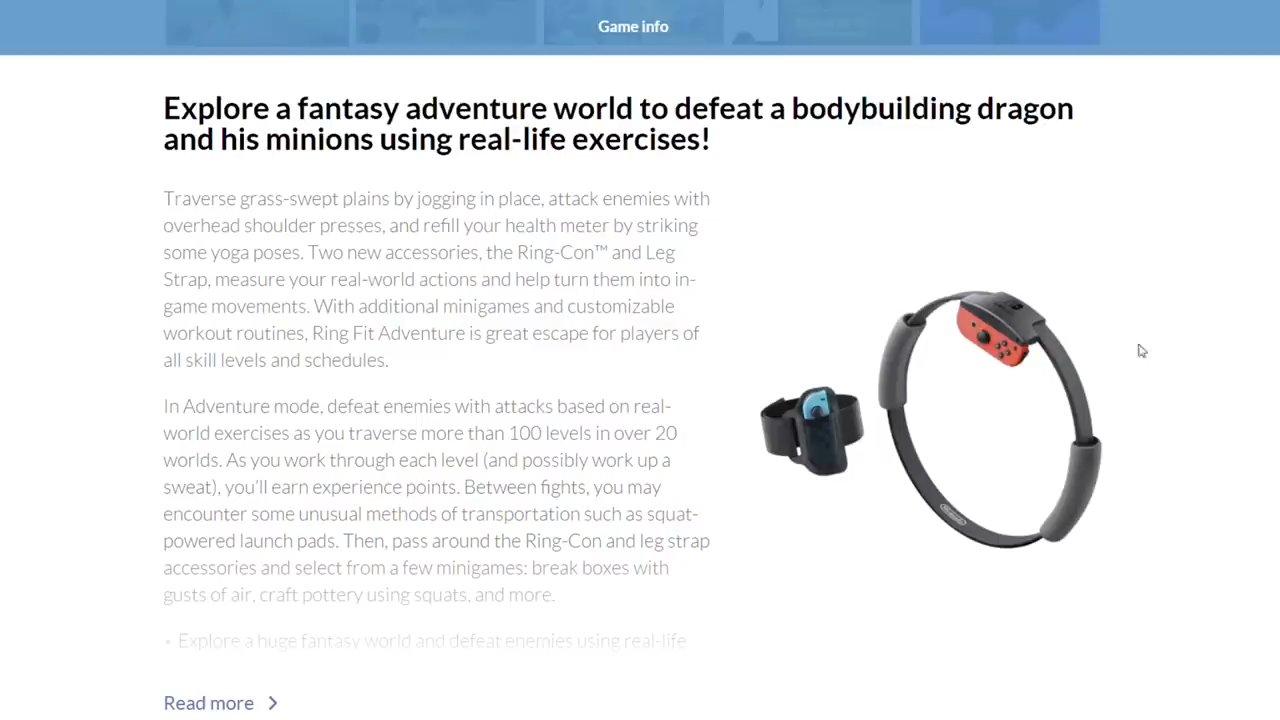 Game info
Explore a fantasy adventure world to defeat a bodybuilding dragon
and his minions using real-life exercises!
Traverse grass-swept plains by jogging in place, attack enemies with
overhead shoulder presses, and refill your health meter by striking
some yoga poses. Two new accessories, the Ring-Con™ and Leg
Strap, measure your real-world actions and help turn them into in-
game movements. With additional minigames and customizable
workout routines, Ring Fit Adventure is great escape for players of
all skill levels and schedules.
In Adventure mode, defeat enemies with attacks based on real-
world exercises as you traverse more than 100 levels in over 20
worlds. As you work through each level (and possibly work up a
sweat), you’ll earn experience points. Between fights, you may
encounter some unusual methods of transportation such as squat-
powered launch pads. Then, pass around the Ring-Con and leg strap
accessories and select from a few minigames: break boxes with
gusts of air, craft pottery using squats, and more.
• Explore a huge fantasy world and defeat enemies using real-life
Read more
Nintendo